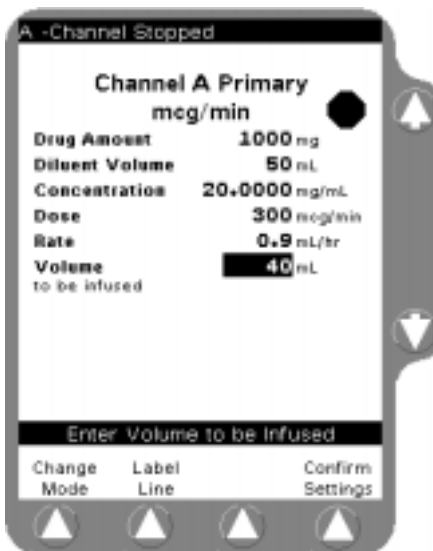 A -Channel Stopped
Channel A Primary
mcg/min
Drug Amount 1000 mg
Diluent Volume 50 mL
Concentration 20.0000 mg/mL
Dose 300 mcg/min
Rate 0.9 mL/hr
Volume 40 mL
to be infused
Enter Volume to be Infused
Change Label Confirm
Mode Line Settings